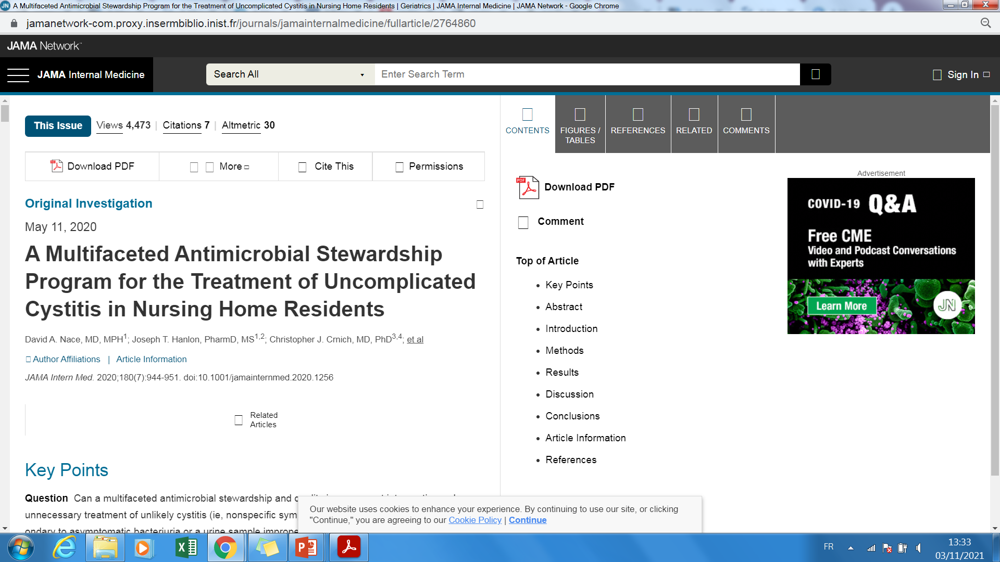 A Multifaceted Antimicrobial Stewardship Program for the Treatment of Uncomplicated Cystitis in Nursing Home Residents | Geriatrics | JAMA Internal Medicine | JAMA Network - Google Chrome
jamanetwork-com.proxy.insermbiblio.inist.fr/journals/jamainternalmedicine/fullarticle/2764860
JAMA Network
JAMA Internal Medicine
Search All
Enter Search Term
Sign In
This Issue
Views 4,473 | Citations 7 | Altmetric 30
Download PDF
More
Cite This
Permissions
Original Investigation
May 11, 2020
A Multifaceted Antimicrobial Stewardship
Program for the Treatment of Uncomplicated
Cystitis in Nursing Home Residents
David A. Nace, MD, MPH1; Joseph T. Hanlon, PharmD, MS1,2; Christopher J. Crnich, MD, PhD3,4; et al
Author Affiliations | Article Information
JAMA Intern Med. 2020;180(7):944-951. doi:10.1001/jamainternmed.2020.1256
Related
Articles
Key Points
Question Can a multifaceted antimicrobial stewardship and
unnecessary treatment of unlikely cystitis (ie, nonspecific sym
ondary to asymptomatic bacteriuria or a urine sample imprope
CONTENTS
FIGURES /
TABLES
REFERENCES
RELATED
COMMENTS
PDF
Download PDF
Comment
Top of Article
Key Points
Abstract
Introduction
Methods
Results
Discussion
Conclusions
Article Information
References
Advertisement
COVID-19 Q&A
Free CME
Video and Podcast Conversations
with Experts
Learn More
JN
Our website uses cookies to enhance your experience. By continuing to use our site, or clicking
"Continue," you are agreeing to our Cookie Policy | Continue
FR
13:33
03/11/2021